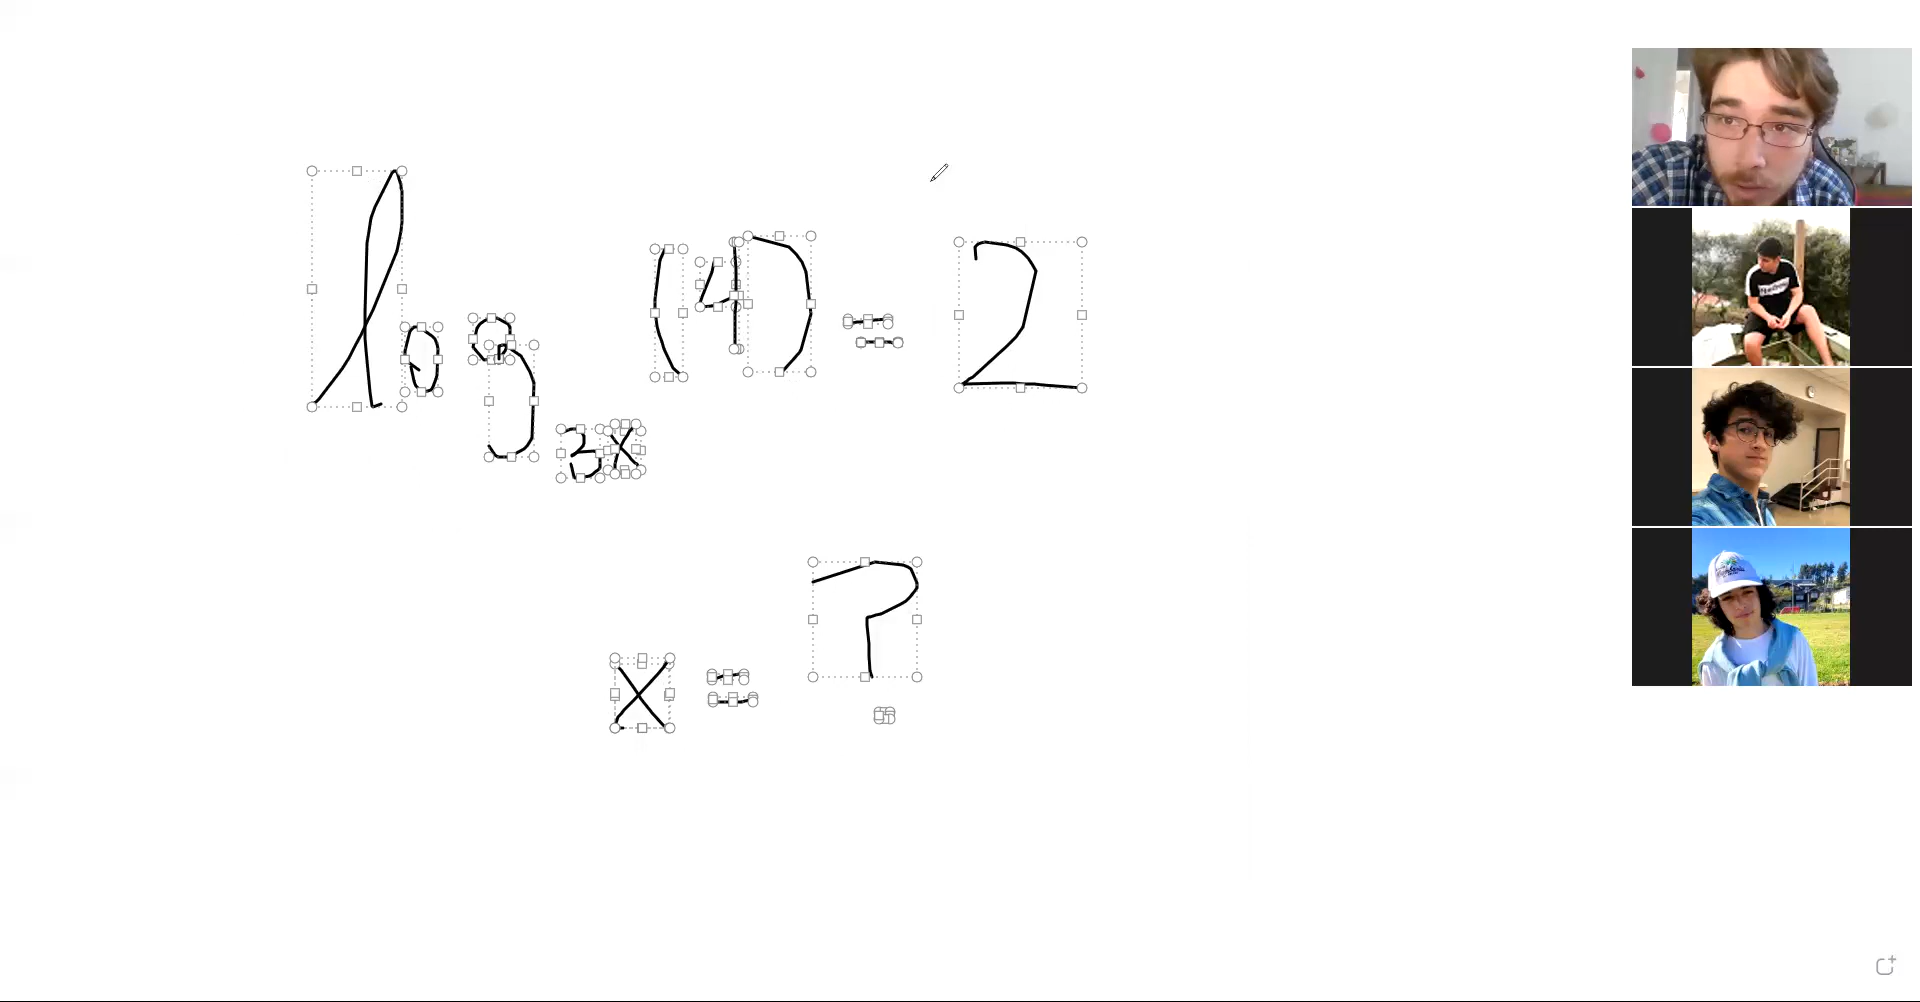 log₃ₓ(4) = 2
x = ?